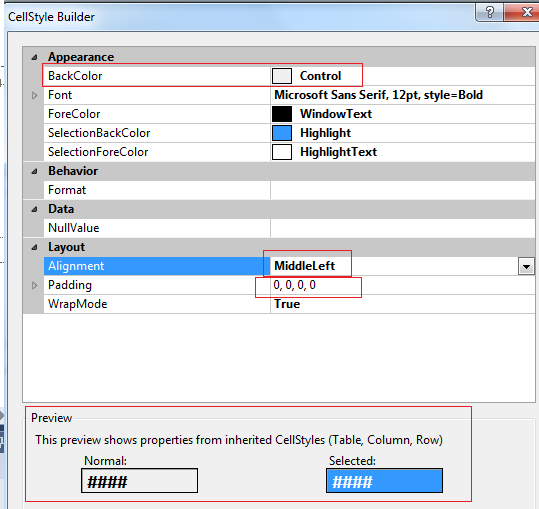 CellStyle Builder
Appearance
BackColor Control
Font Microsoft Sans Serif, 12pt, style=Bold
ForeColor WindowText
SelectionBackColor Highlight
SelectionForeColor HighlightText
Behavior
Format
Data
NullValue
Layout
Alignment MiddleLeft
Padding 0, 0, 0, 0
WrapMode True
Preview
This preview shows properties from inherited CellStyles (Table, Column, Row)
Normal: Selected:
#### ####